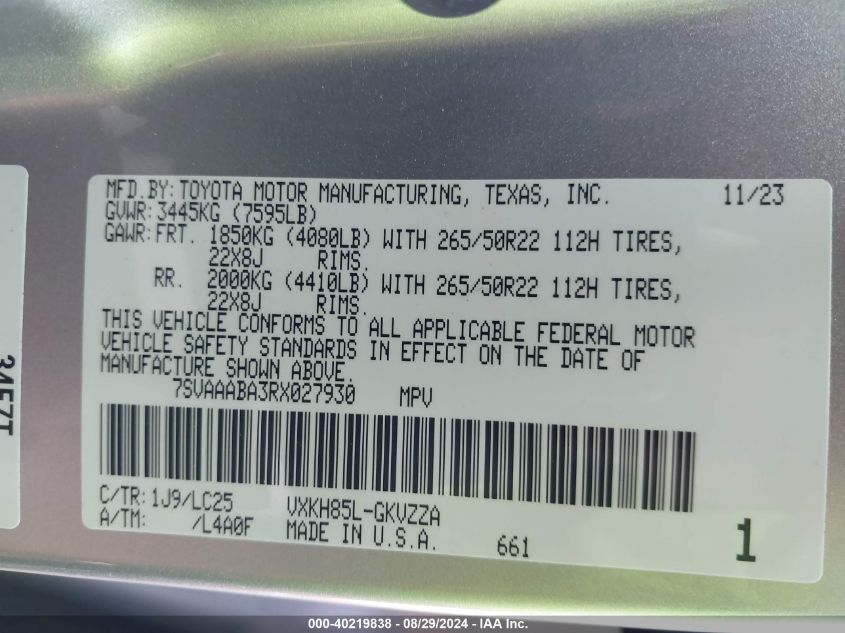 MFD.BY:TOYOTA MOTOR MANUFACTURING, TEXAS, INC. 11/23
GVWR:3445KG (7595LB)
GAWR:FRT. 1850KG (4080LB) WITH 265/50R22 112H TIRES,
22X8J RIMS.
RR. 2000KG (4410LB) WITH 265/50R22 112H TIRES,
22X8J RIMS.
THIS VEHICLE CONFORMS TO ALL APPLICABLE FEDERAL MOTOR
VEHICLE SAFETY STANDARDS IN EFFECT ON THE DATE OF
MANUFACTURE SHOWN ABOVE.
7SVAAABA3RX027930 MPV
C/TR:1J9/LC25 VXKH85L-GKVZZA
A/TM: /L4A0F MADE IN U.S.A. 661 1
000-40219838 - 08/29/2024 - IAA Inc.